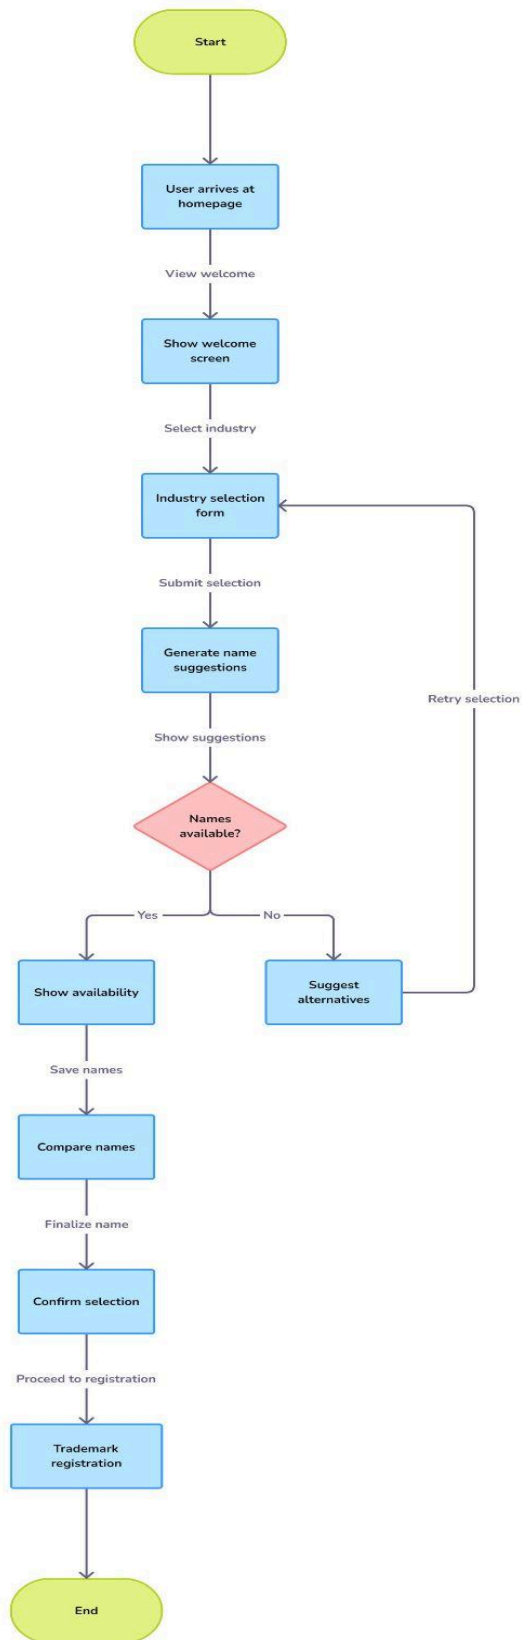 Start
User arrives at
homepage
View welcome
Show welcome
screen
Select industry
Industry selection
form
Submit selection
Generate name
suggestions
Retry selection
Show suggestions
Names
available?
Yes
No
Show availability
Suggest
alternatives
Save names
Compare names
Finalize name
Confirm selection
Proceed to registration
Trademark
registration
End